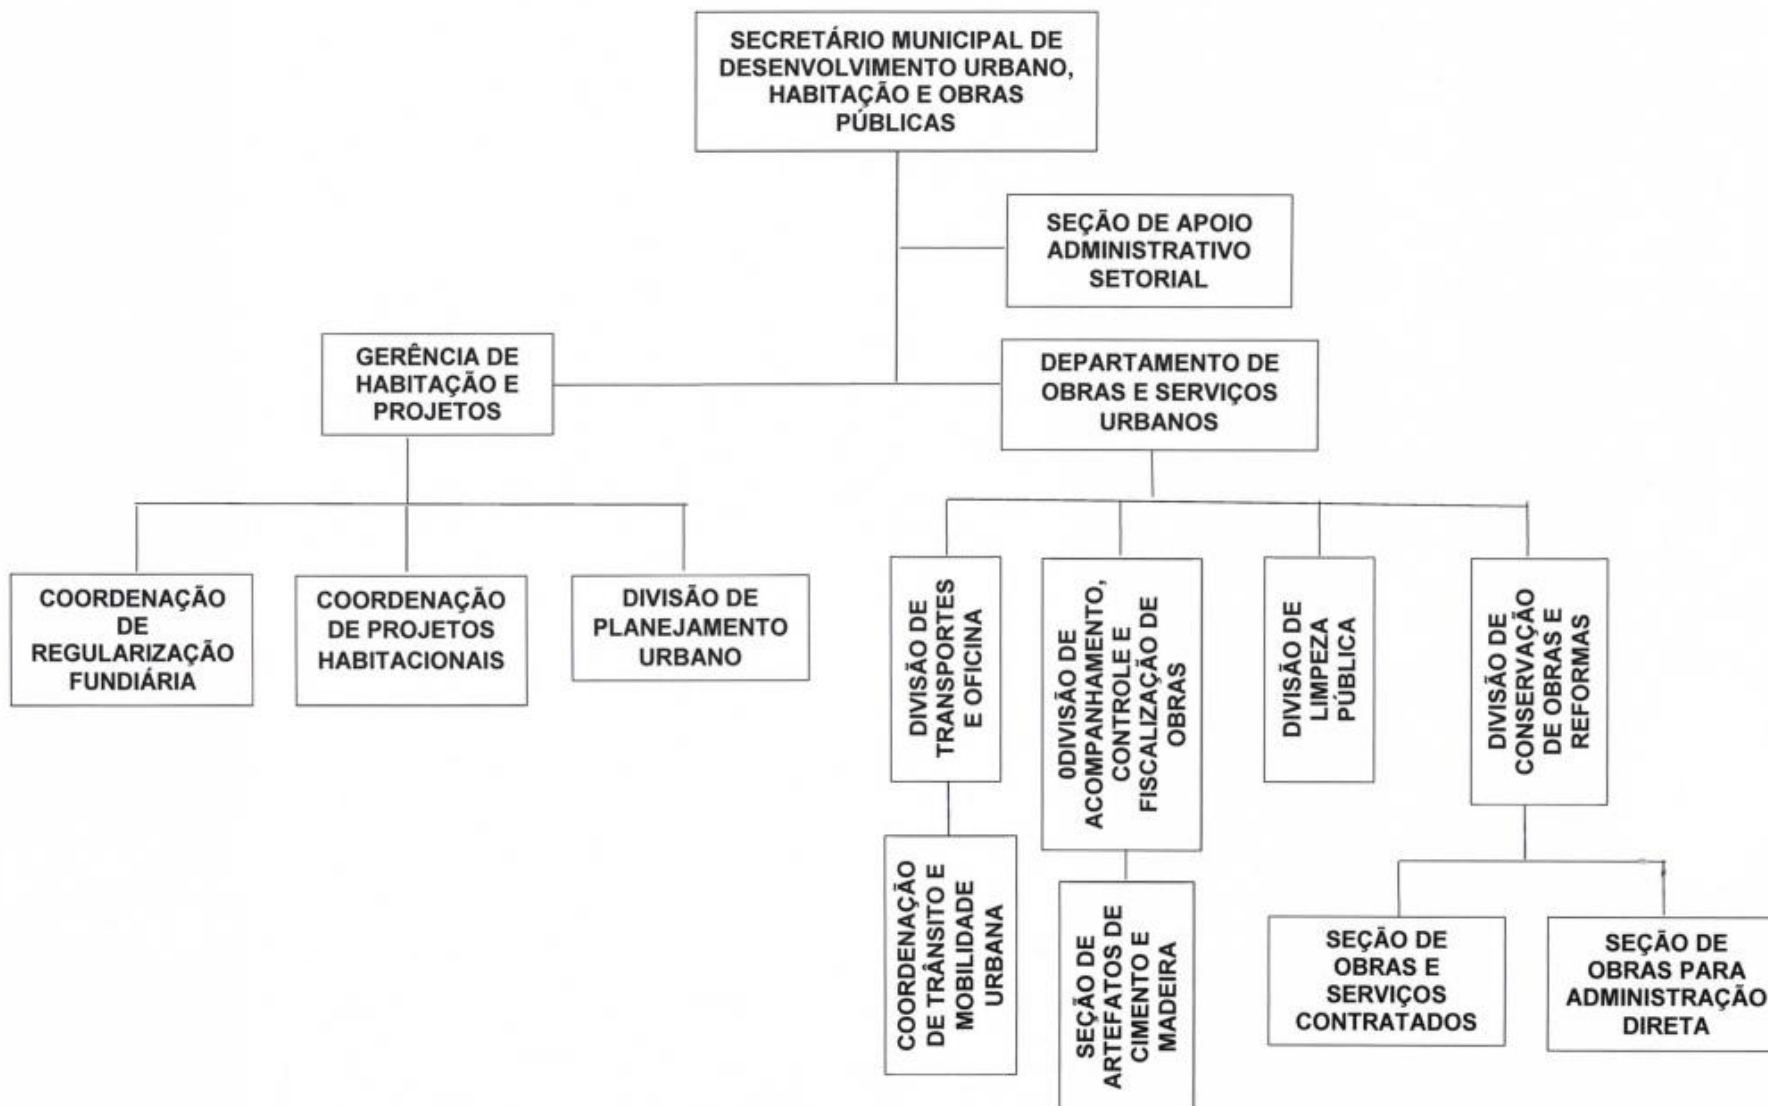 SECRETÁRIO MUNICIPAL DE
DESENVOLVIMENTO URBANO,
HABITAÇÃO E OBRAS
PÚBLICAS
SEÇÃO DE APOIO
ADMINISTRATIVO
SETORIAL
GERÊNCIA DE
HABITAÇÃO E
PROJETOS
DEPARTAMENTO DE
OBRAS E SERVIÇOS
URBANOS
COORDENAÇÃO
DE
REGULARIZAÇÃO
FUNDIÁRIA
COORDENAÇÃO
DE PROJETOS
HABITACIONAIS
DIVISÃO DE
PLANEJAMENTO
URBANO
DIVISÃO DE
TRANSPORTES
E OFICINA
0DIVISÃO DE
ACOMPANHAMENTO,
CONTROLE E
FISCALIZAÇÃO DE
OBRAS
DIVISÃO DE
LIMPEZA
PÚBLICA
DIVISÃO DE
CONSERVAÇÃO
DE OBRAS E
REFORMAS
COORDENAÇÃO
DE TRÂNSITO E
MOBILIDADE
URBANA
SEÇÃO DE
ARTEFATOS DE
CIMENTO E
MADEIRA
SEÇÃO DE
OBRAS E
SERVIÇOS
CONTRATADOS
SEÇÃO DE
OBRAS PARA
ADMINISTRAÇÃO
DIRETA